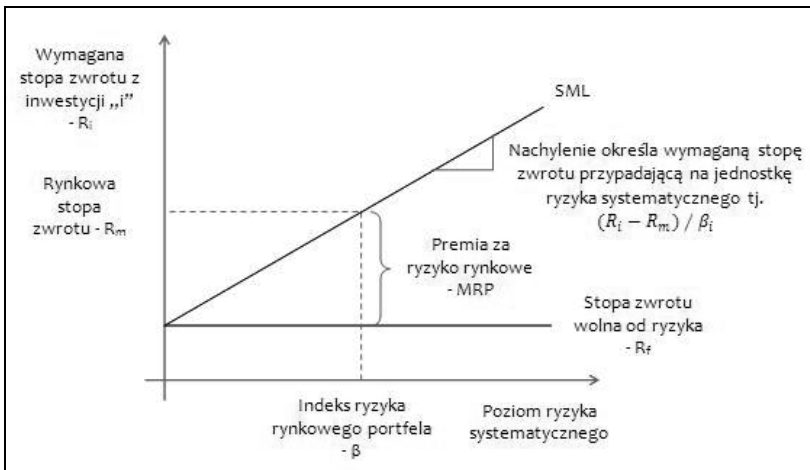 Wymagana
stopa zwrotu z
inwestycji „i”
- Rᵢ
SML
Nachylenie określa wymaganą stopę
zwrotu przypadającą na jednostkę
ryzyka systematycznego tj.
(Rᵢ − Rₘ) / βᵢ
Rynkowa
stopa
zwrotu - Rₘ
Premia za
ryzyko rynkowe
- MRP
Stopa zwrotu
wolna od ryzyka
- Rf
Indeks ryzyka
rynkowego portfela
- β
Poziom ryzyka
systematycznego